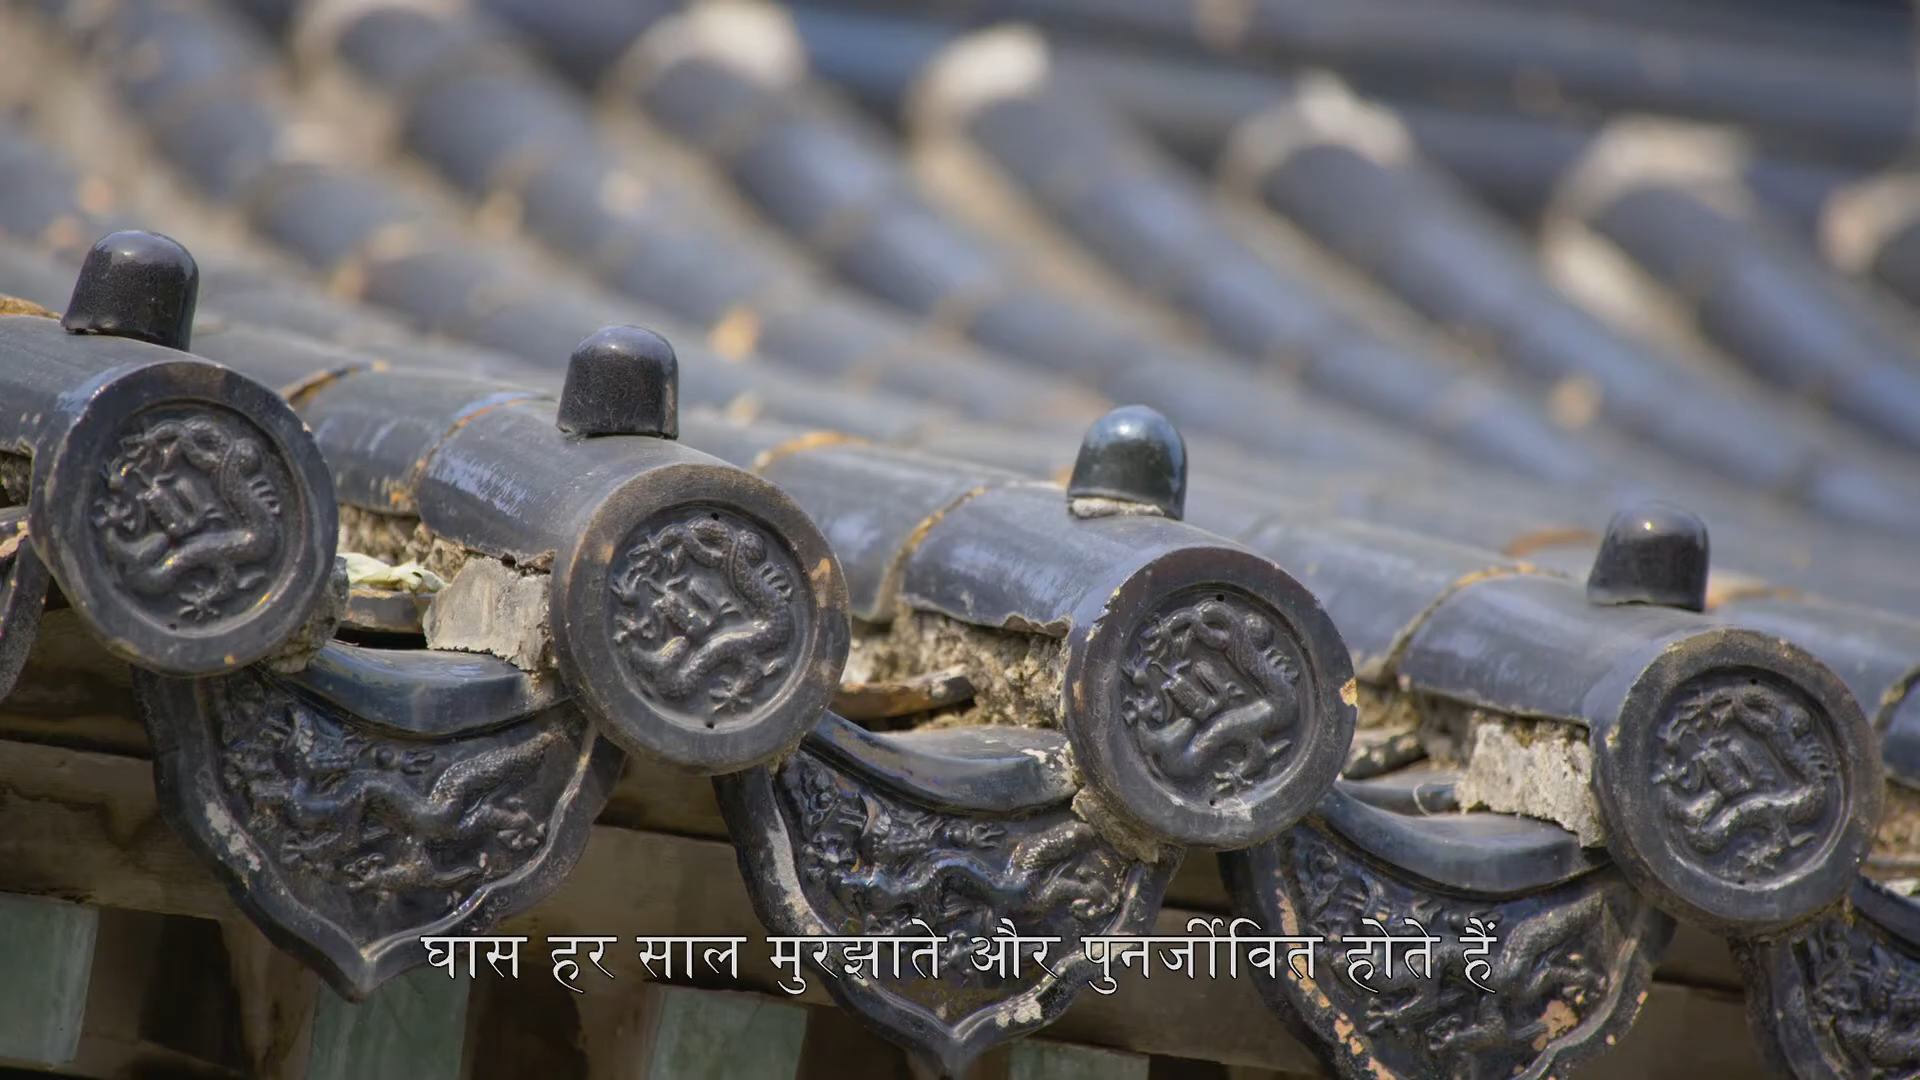 घास हर साल मुरझाते और पुनर्जीवित होते हैं